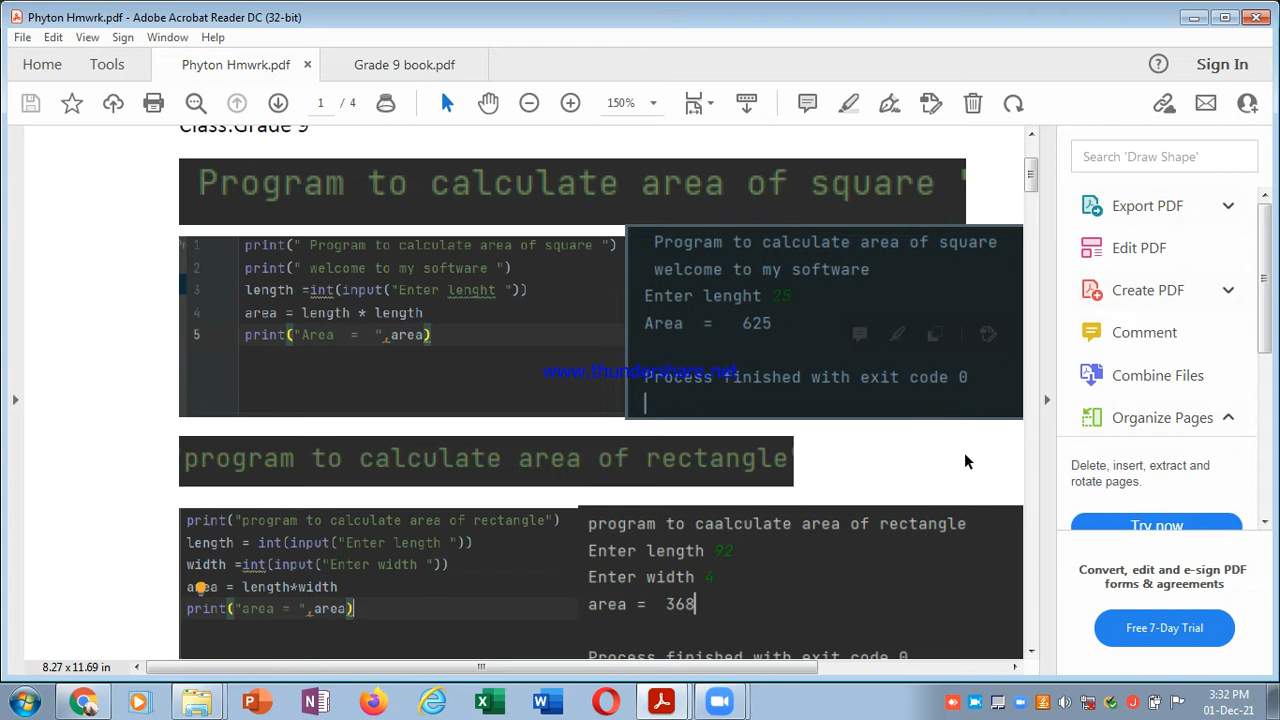 Phyton Hmwrk.pdf - Adobe Acrobat Reader DC (32-bit)
File Edit View Sign Window Help
Home Tools Phyton Hmwrk.pdf × Grade 9 book.pdf Sign In
1 / 4 150%
Class:Grade 9
Program to calculate area of square "
1 print(" Program to calculate area of square ")
2 print(" welcome to my software ")
3 length =int(input("Enter lenght "))
4 area = length * length
5 print("Area = ",area)
Program to calculate area of square
welcome to my software
Enter lenght 25
Area = 625
www.thundershare.net
Process finished with exit code 0
program to calculate area of rectangle"
print("program to calculate area of rectangle")
length = int(input("Enter length "))
width =int(input("Enter width "))
area = length*width
print("area = ",area)
program to caalculate area of rectangle
Enter length 92
Enter width 4
area = 368
Process finished with exit code 0
8.27 x 11.69 in
Search 'Draw Shape'
Export PDF
Edit PDF
Create PDF
Comment
Combine Files
Organize Pages
Delete, insert, extract and
rotate pages.
Try now
Convert, edit and e-sign PDF
forms & agreements
Free 7-Day Trial
3:32 PM
01-Dec-21